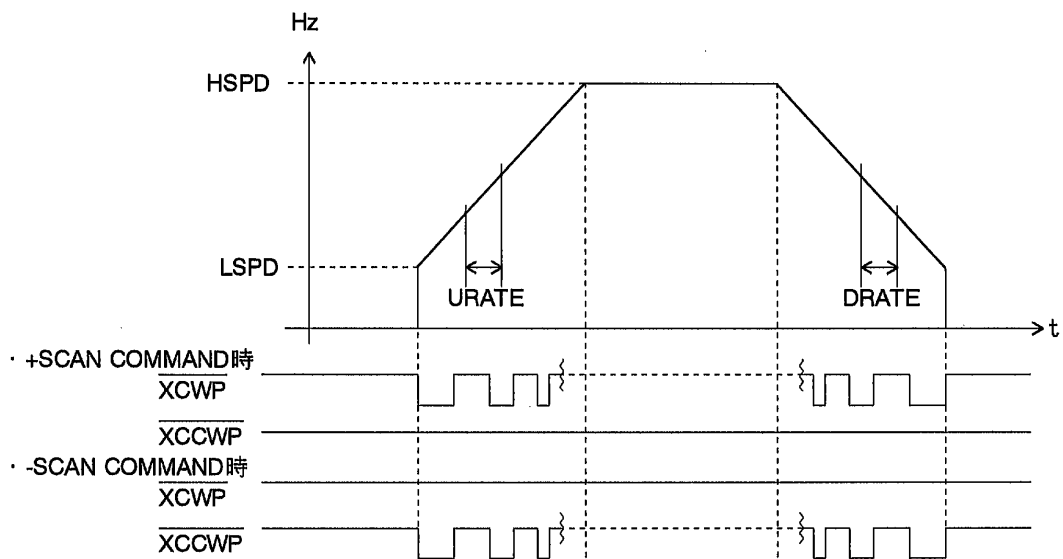 Hz
HSPD
LSPD
URATE
DRATE
t
・ +SCAN COMMAND時
XCWP
XCCWP
・ -SCAN COMMAND時
XCWP
XCCWP